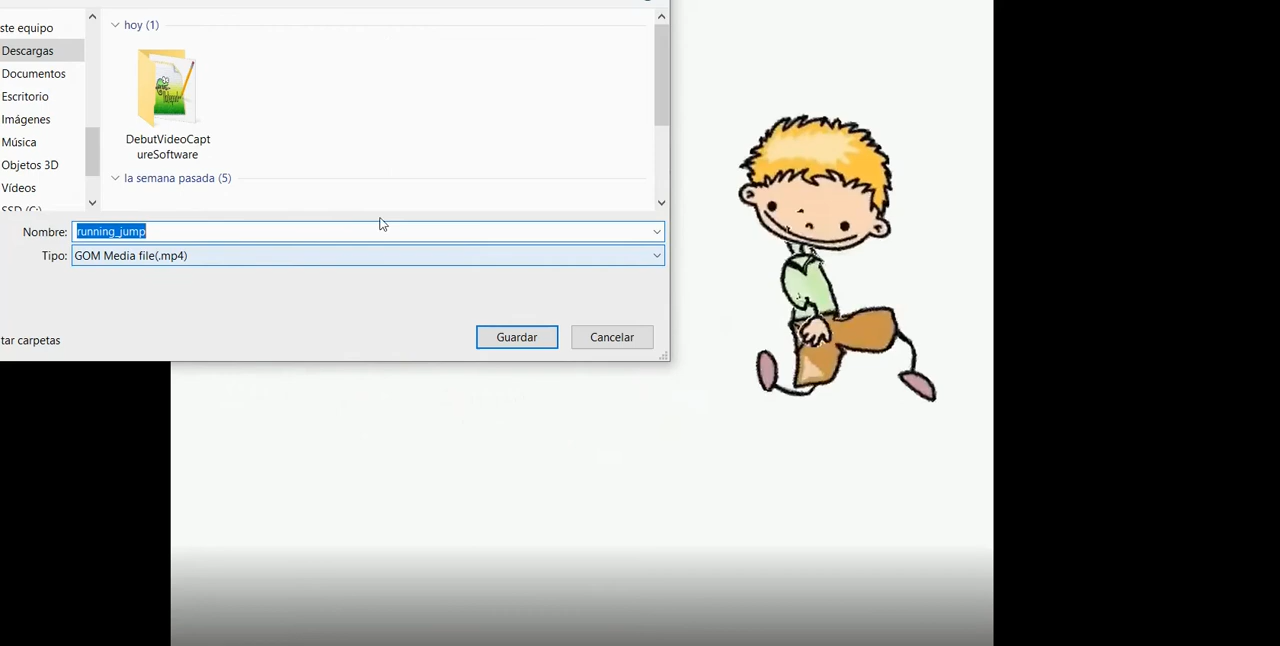 hoy (1)
ste equipo
Descargas
Documentos
Escritorio
Imágenes
Música
Objetos 3D
Vídeos
SSD (C:)
DebutVideoCapt
ureSoftware
la semana pasada (5)
Nombre: running_jump
Tipo: GOM Media file(.mp4)
tar carpetas
Guardar
Cancelar